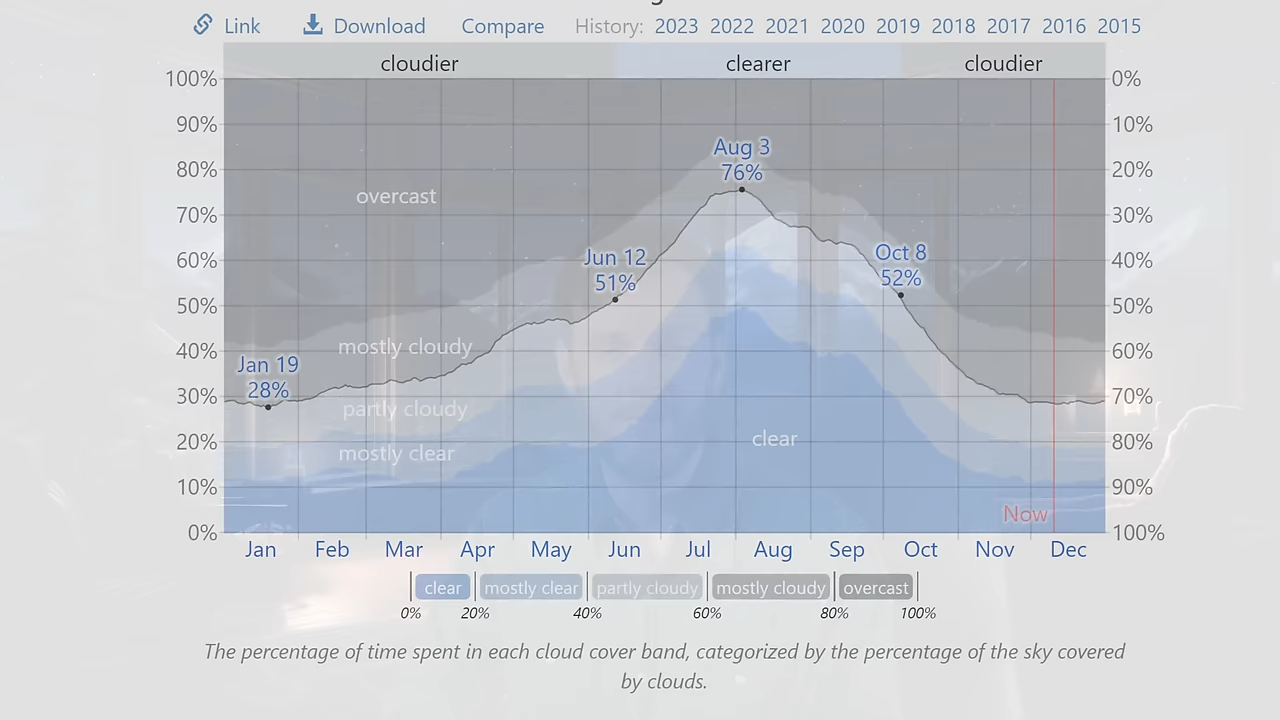 Link Download Compare History: 2023 2022 2021 2020 2019 2018 2017 2016 2015
cloudier clearer cloudier
100% 0%
90% 10%
Aug 3
76%
80% 20%
overcast
70% 30%
Jun 12
51%
Oct 8
52%
60% 40%
50% 50%
mostly cloudy
40% 60%
Jan 19
28%
30% 70%
partly cloudy
20% 80%
clear
mostly clear
10% 90%
Now
0% 100%
Jan Feb Mar Apr May Jun Jul Aug Sep Oct Nov Dec
clear mostly clear partly cloudy mostly cloudy overcast
0% 20% 40% 60% 80% 100%
The percentage of time spent in each cloud cover band, categorized by the percentage of the sky covered
by clouds.